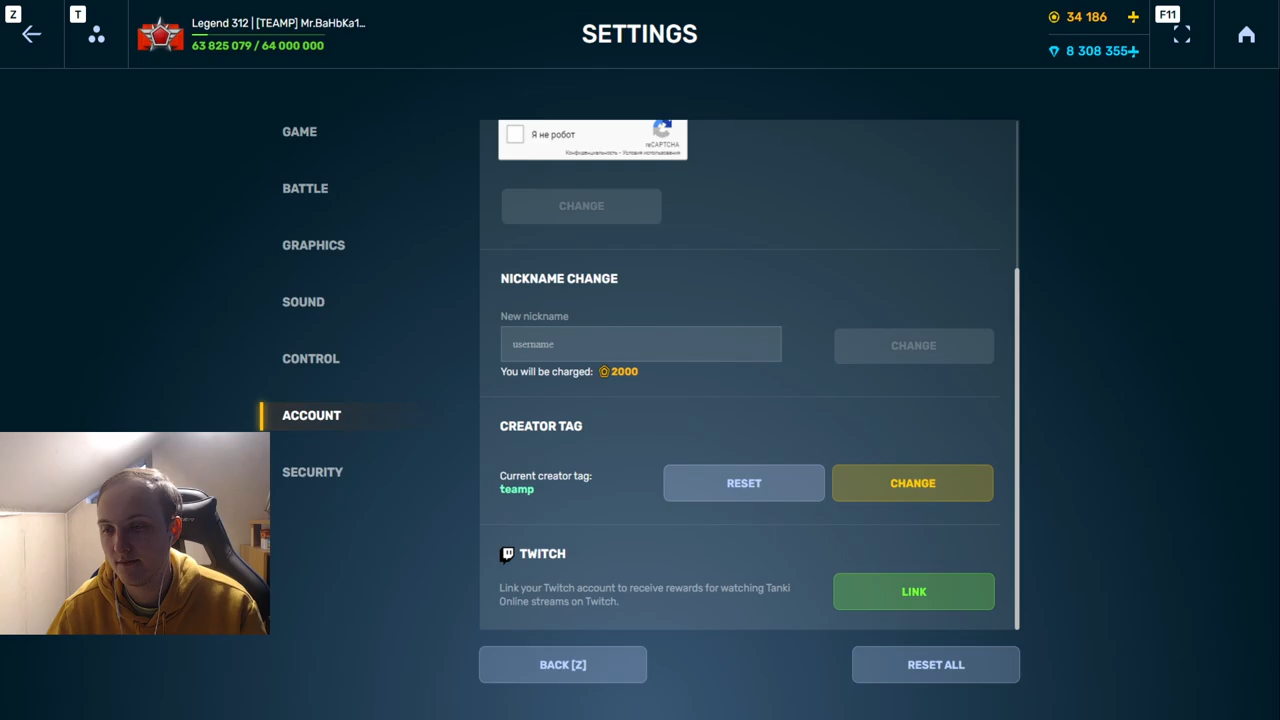 Z
T
Legend 312 | [TEAMP] Mr.BaHbKa1...
63 825 079 / 64 000 000
SETTINGS
34 186
8 308 355
F11
GAME
BATTLE
GRAPHICS
SOUND
CONTROL
ACCOUNT
SECURITY
Я не робот
reCAPTCHA
Конфиденциальность - Условия использования
CHANGE
NICKNAME CHANGE
New nickname
username
CHANGE
You will be charged: 2000
CREATOR TAG
Current creator tag:
teamp
RESET
CHANGE
TWITCH
Link your Twitch account to receive rewards for watching Tanki
Online streams on Twitch.
LINK
BACK [Z]
RESET ALL